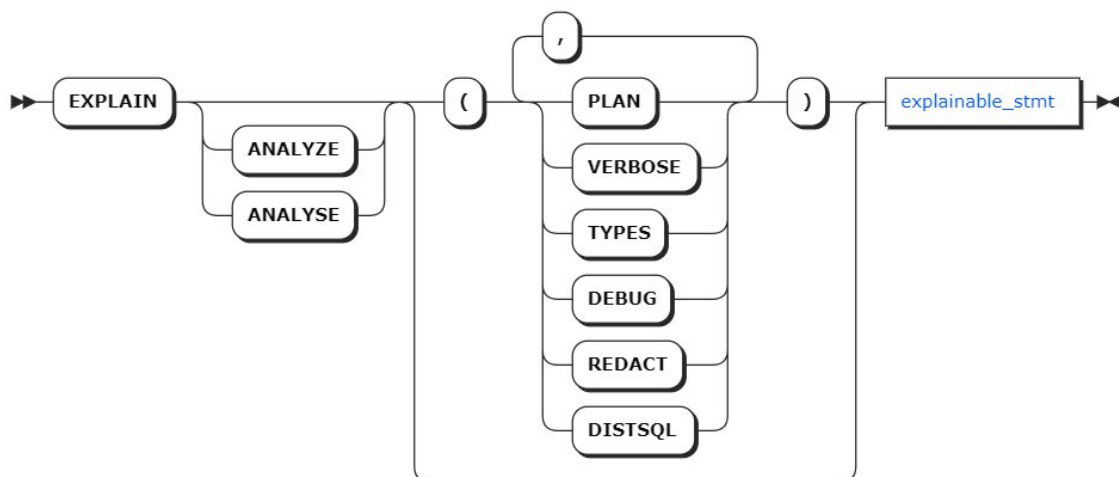 ,
EXPLAIN ( PLAN ) explainable_stmt
ANALYZE VERBOSE
ANALYSE TYPES
DEBUG
REDACT
DISTSQL